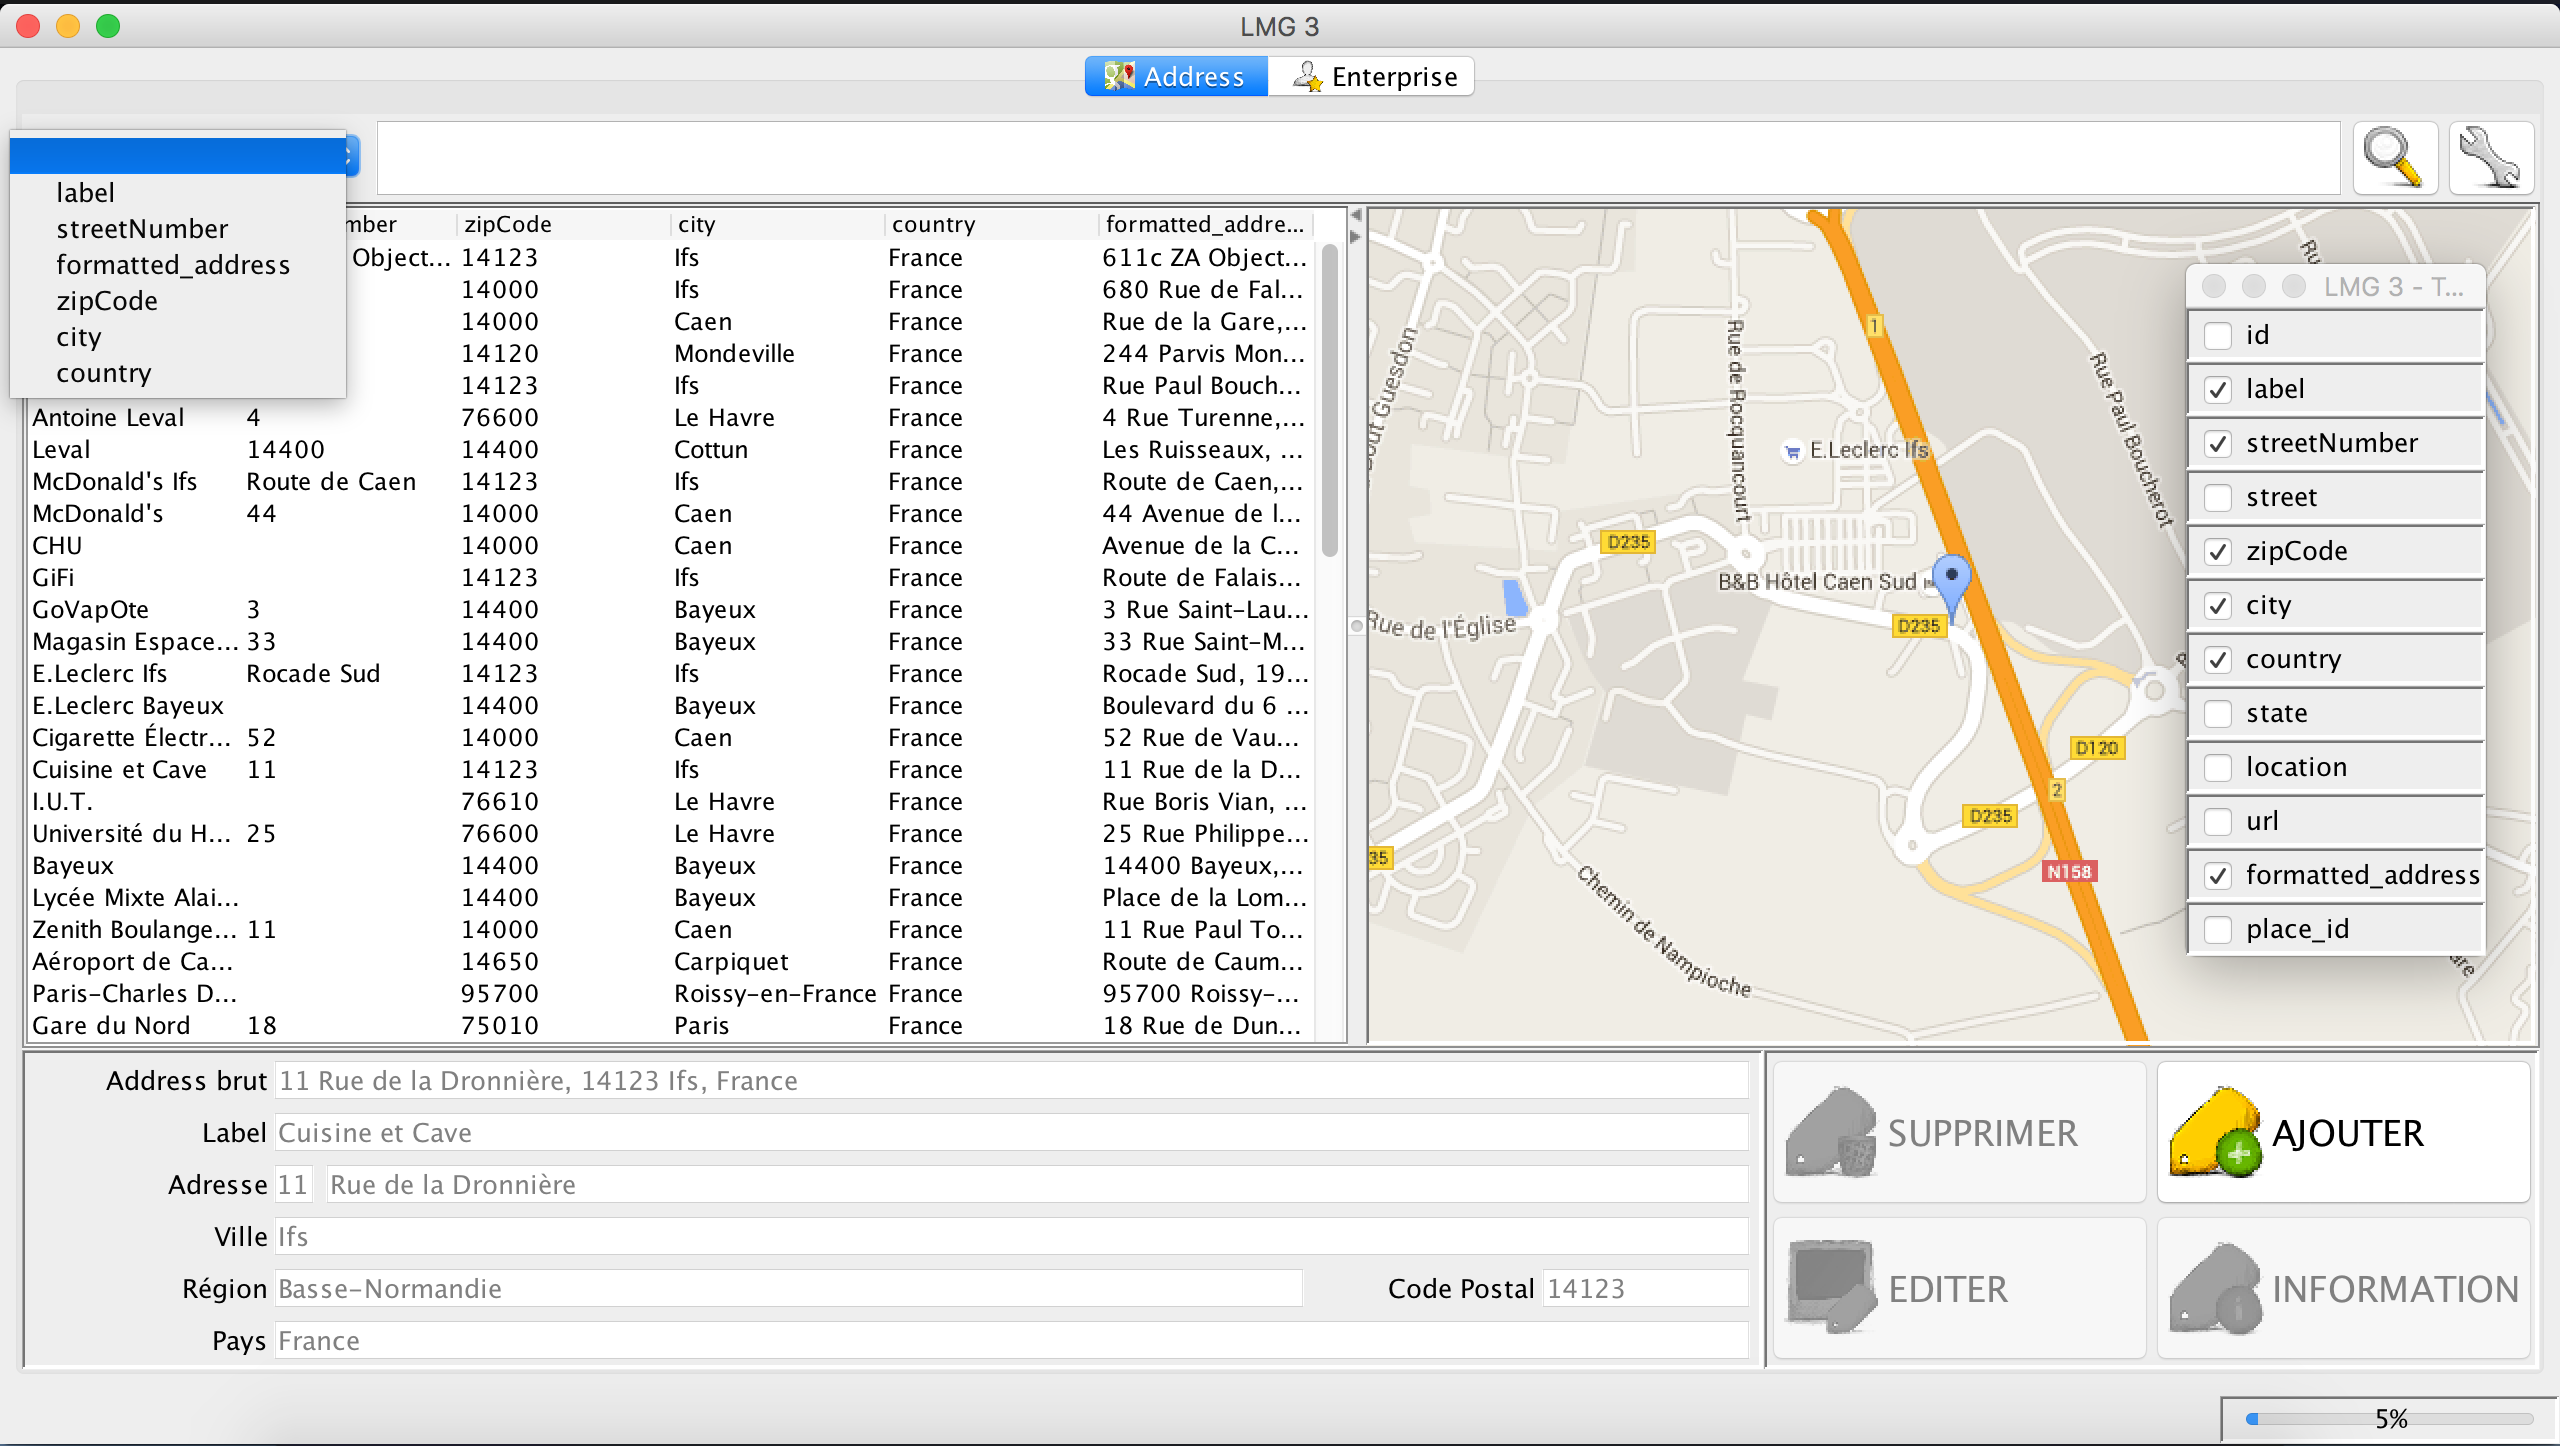 LMG 3
Address
Enterprise
label
streetNumber
formatted_address
zipCode
city
country
mber zipCode city country formatted_addre...
Object... 14123 Ifs France 611c ZA Object...
14000 Ifs France 680 Rue de Fal...
14000 Caen France Rue de la Gare,...
14120 Mondeville France 244 Parvis Mon...
14123 Ifs France Rue Paul Bouch...
Antoine Leval 4 76600 Le Havre France 4 Rue Turenne,...
Leval 14400 14400 Cottun France Les Ruisseaux, ...
McDonald's Ifs Route de Caen 14123 Ifs France Route de Caen,...
McDonald's 44 14000 Caen France 44 Avenue de l...
CHU 14000 Caen France Avenue de la C...
GiFi 14123 Ifs France Route de Falais...
GoVapOte 3 14400 Bayeux France 3 Rue Saint-Lau...
Magasin Espace... 33 14400 Bayeux France 33 Rue Saint-M...
E.Leclerc Ifs Rocade Sud 14123 Ifs France Rocade Sud, 19...
E.Leclerc Bayeux 14400 Bayeux France Boulevard du 6 ...
Cigarette Électr... 52 14000 Caen France 52 Rue de Vau...
Cuisine et Cave 11 14123 Ifs France 11 Rue de la D...
I.U.T. 76610 Le Havre France Rue Boris Vian, ...
Université du H... 25 76600 Le Havre France 25 Rue Philippe...
Bayeux 14400 Bayeux France 14400 Bayeux,...
Lycée Mixte Alai... 14400 Bayeux France Place de la Lom...
Zenith Boulange... 11 14000 Caen France 11 Rue Paul To...
Aéroport de Ca... 14650 Carpiquet France Route de Caum...
Paris-Charles D... 95700 Roissy-en-France France 95700 Roissy-...
Gare du Nord 18 75010 Paris France 18 Rue de Dun...
Guesdon
Rue de Rocquancourt
1
E.Leclerc Ifs
Rue Paul Boucherot
D235
B&B Hôtel Caen Sud
Rue de l'Église
D235
D120
2
D235
35
N158
Chemin de Nampioche
LMG 3 - T...
id
label
streetNumber
street
zipCode
city
country
state
location
url
formatted_address
place_id
Address brut 11 Rue de la Dronnière, 14123 Ifs, France
Label Cuisine et Cave
Adresse 11 Rue de la Dronnière
Ville Ifs
Région Basse-Normandie Code Postal 14123
Pays France
SUPPRIMER
AJOUTER
EDITER
INFORMATION
5%